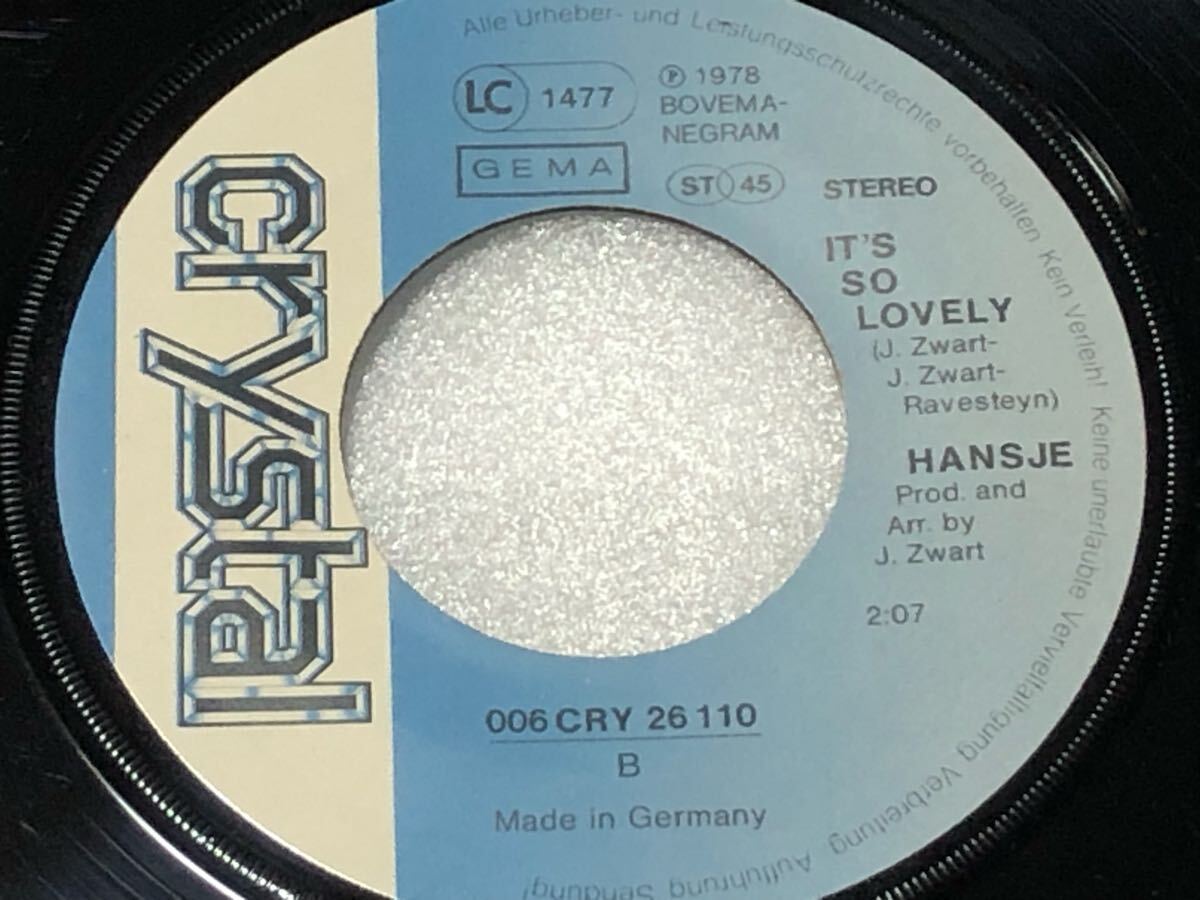 Alle Urheber- und Leistungsschutzrechte vorbehalten Kein Verleih! Keine unerlaubte Vervielfältigung Verbreitung Aufführung Sendung!
crystal
LC 1477
GEMA
℗ 1978
BOVEMA-
NEGRAM
ST 45
STEREO
IT'S
SO
LOVELY
(J. Zwart-
J. Zwart-
Ravesteyn)
HANSJE
Prod. and
Arr. by
J. Zwart
2:07
006 CRY 26 110
B
Made in Germany